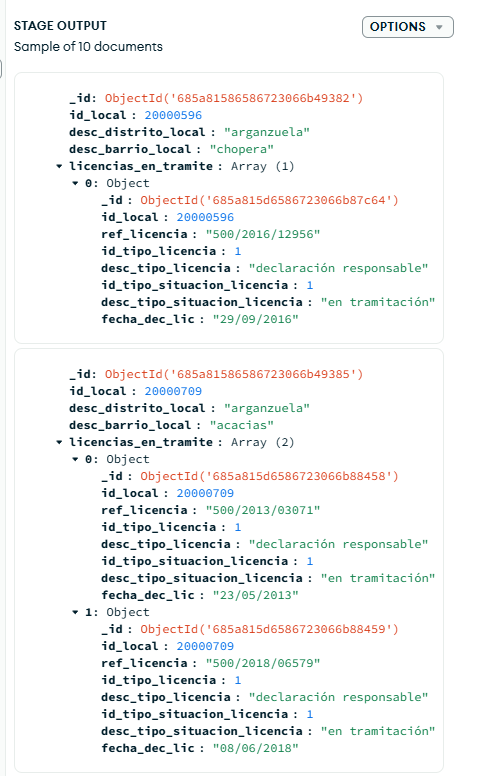 STAGE OUTPUT
OPTIONS
Sample of 10 documents
_id: ObjectId('685a81586586723066b49382')
id_local : 20000596
desc_distrito_local : "arganzuela"
desc_barrio_local : "chopera"
licencias_en_tramite : Array (1)
0: Object
_id : ObjectId('685a815d6586723066b87c64')
id_local : 20000596
ref_licencia : "500/2016/12956"
id_tipo_licencia : 1
desc_tipo_licencia : "declaración responsable"
id_tipo_situacion_licencia : 1
desc_tipo_situacion_licencia : "en tramitación"
fecha_dec_lic : "29/09/2016"
_id: ObjectId('685a81586586723066b49385')
id_local : 20000709
desc_distrito_local : "arganzuela"
desc_barrio_local : "acacias"
licencias_en_tramite : Array (2)
0: Object
_id : ObjectId('685a815d6586723066b88458')
id_local : 20000709
ref_licencia : "500/2013/03071"
id_tipo_licencia : 1
desc_tipo_licencia : "declaración responsable"
id_tipo_situacion_licencia : 1
desc_tipo_situacion_licencia : "en tramitación"
fecha_dec_lic : "23/05/2013"
1: Object
_id : ObjectId('685a815d6586723066b88459')
id_local : 20000709
ref_licencia : "500/2018/06579"
id_tipo_licencia : 1
desc_tipo_licencia : "declaración responsable"
id_tipo_situacion_licencia : 1
desc_tipo_situacion_licencia : "en tramitación"
fecha_dec_lic : "08/06/2018"